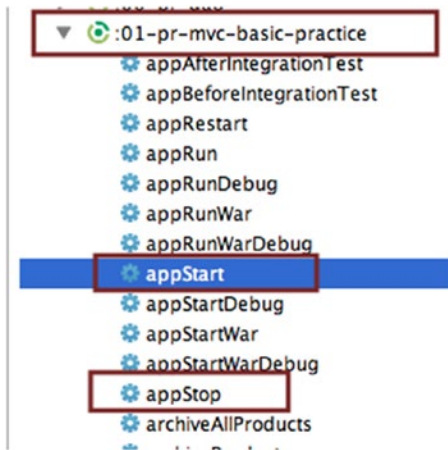 :01-pr-mvc-basic-practice
appAfterIntegrationTest
appBeforeIntegrationTest
appRestart
appRun
appRunDebug
appRunWar
appRunWarDebug
appStart
appStartDebug
appStartWar
appStartWarDebug
appStop
archiveAllProducts